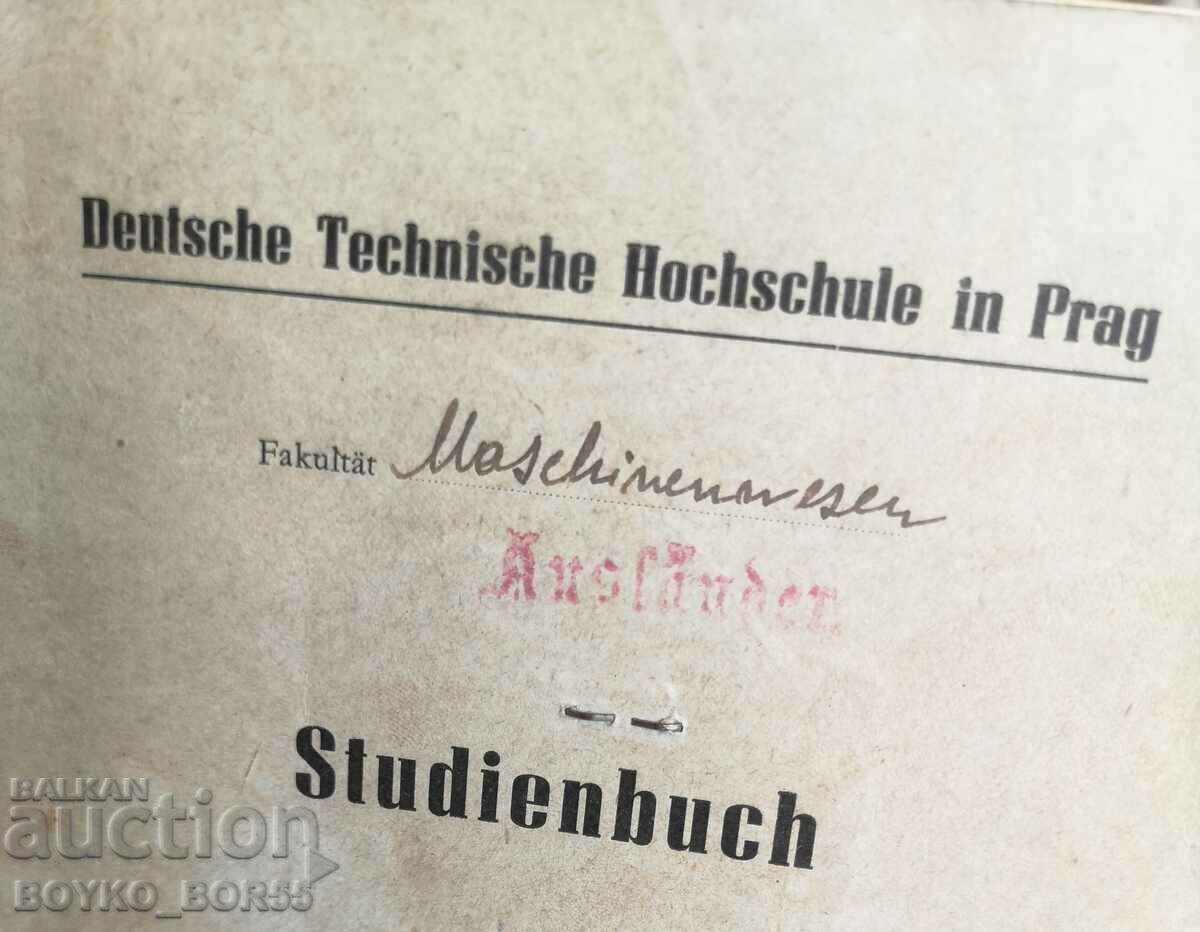 Deutsche Technische Hochschule in Prag
Fakultät Maschinenwesen
Ausländer
Studienbuch
BALKAN
auction
BOYKO_BOR55